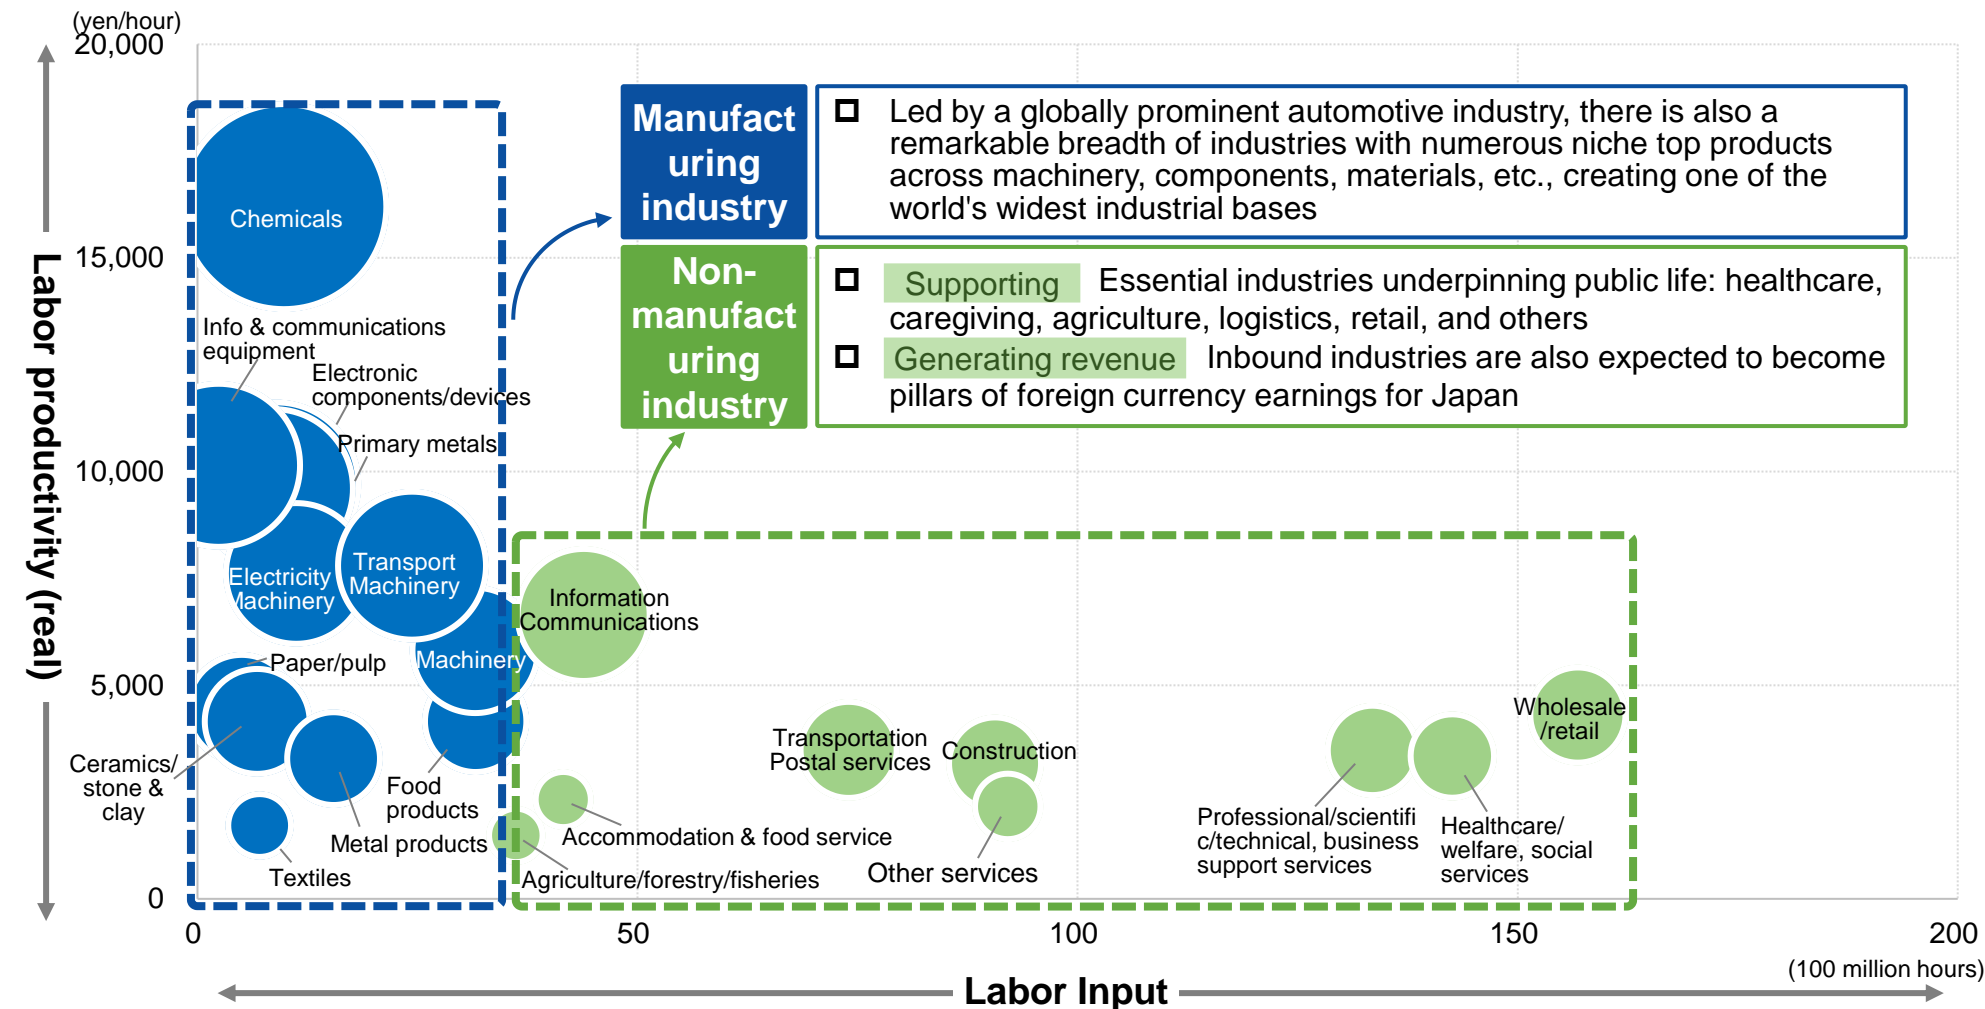 (yen/hour)
20,000
15,000
10,000
5,000
0
Labor productivity (real)
Manufact
uring
industry
Led by a globally prominent automotive industry, there is also a
remarkable breadth of industries with numerous niche top products
across machinery, components, materials, etc., creating one of the
world's widest industrial bases
Non-
manufact
uring
industry
Supporting Essential industries underpinning public life: healthcare,
caregiving, agriculture, logistics, retail, and others
Generating revenue Inbound industries are also expected to become
pillars of foreign currency earnings for Japan
Chemicals
Info & communications
equipment
Electronic
components/devices
Primary metals
Electricity
Machinery
Transport
Machinery
Machinery
Paper/pulp
Ceramics/
stone &
clay
Food
products
Metal products
Textiles
Information
Communications
Transportation
Postal services
Construction
Wholesale
/retail
Accommodation & food service
Agriculture/forestry/fisheries
Other services
Professional/scientifi
c/technical, business
support services
Healthcare/
welfare, social
services
0
50
100
150
200
(100 million hours)
Labor Input